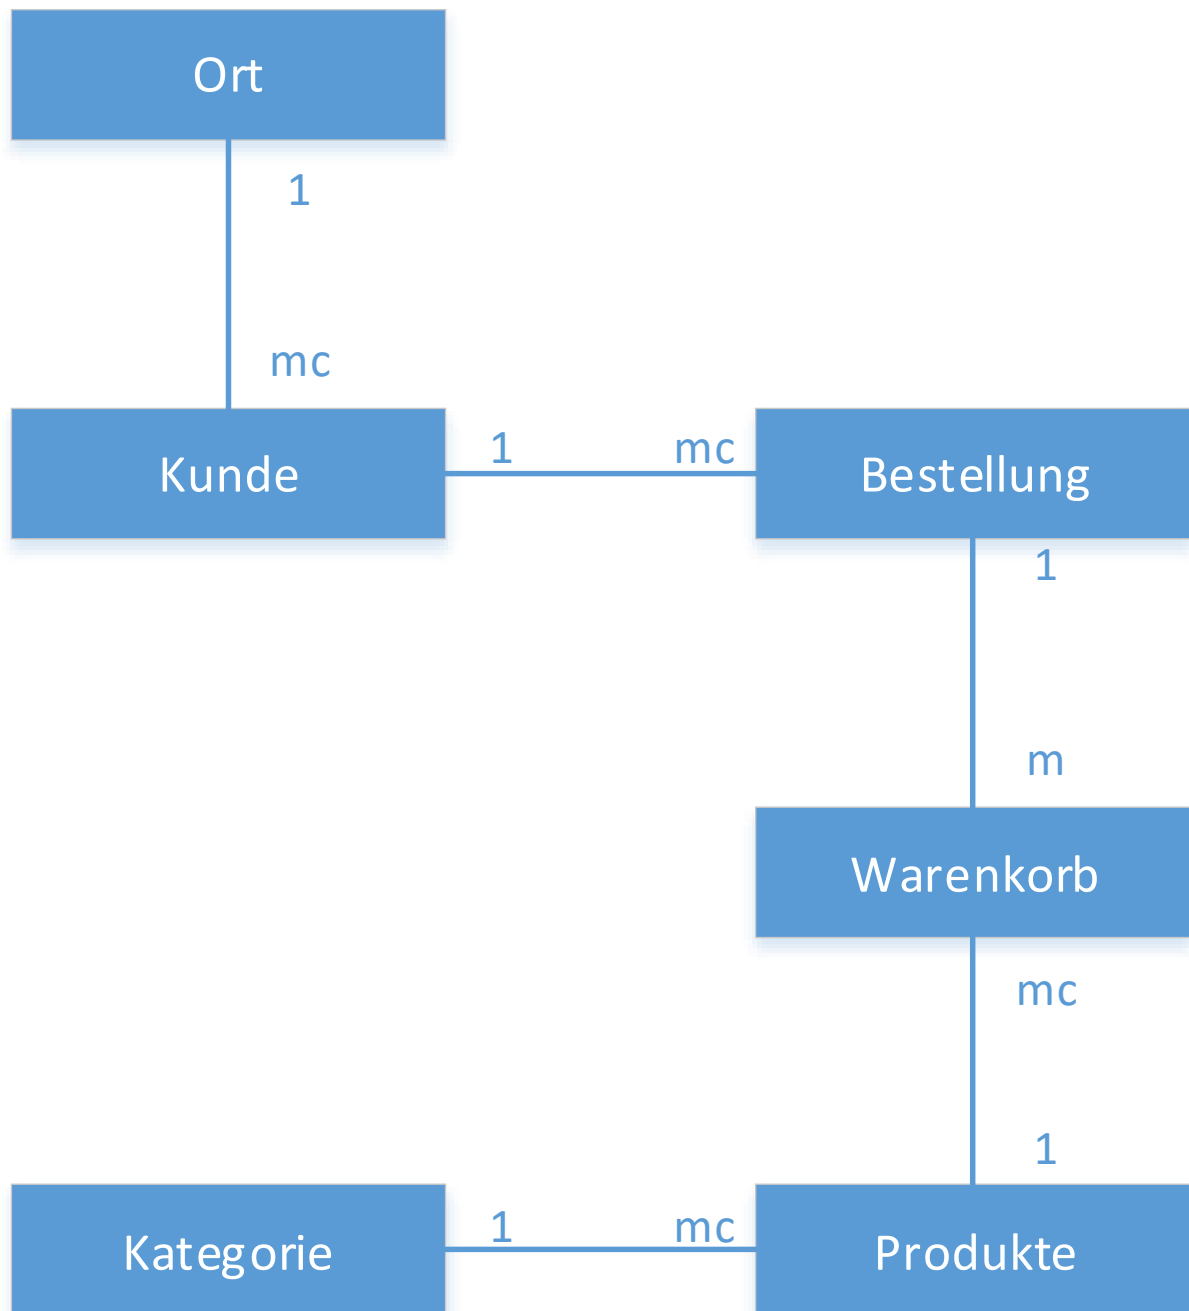 Ort
1
mc
Kunde
1
mc
Bestellung
1
m
Warenkorb
mc
1
Kategorie
1
mc
Produkte